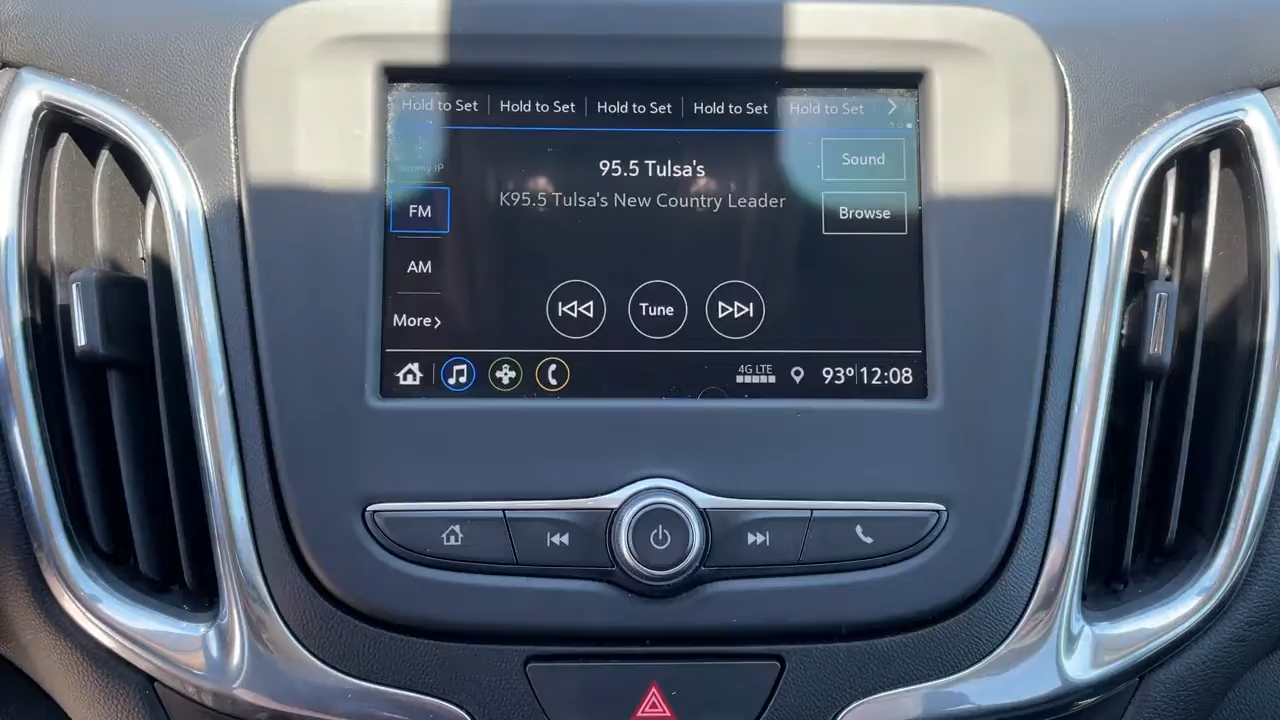 Hold to Set Hold to Set Hold to Set Hold to Set Hold to Set
Sound
95.5 Tulsa's
K95.5 Tulsa's New Country Leader
FM
Browse
AM
More
Tune
4G LTE
93° 12:08